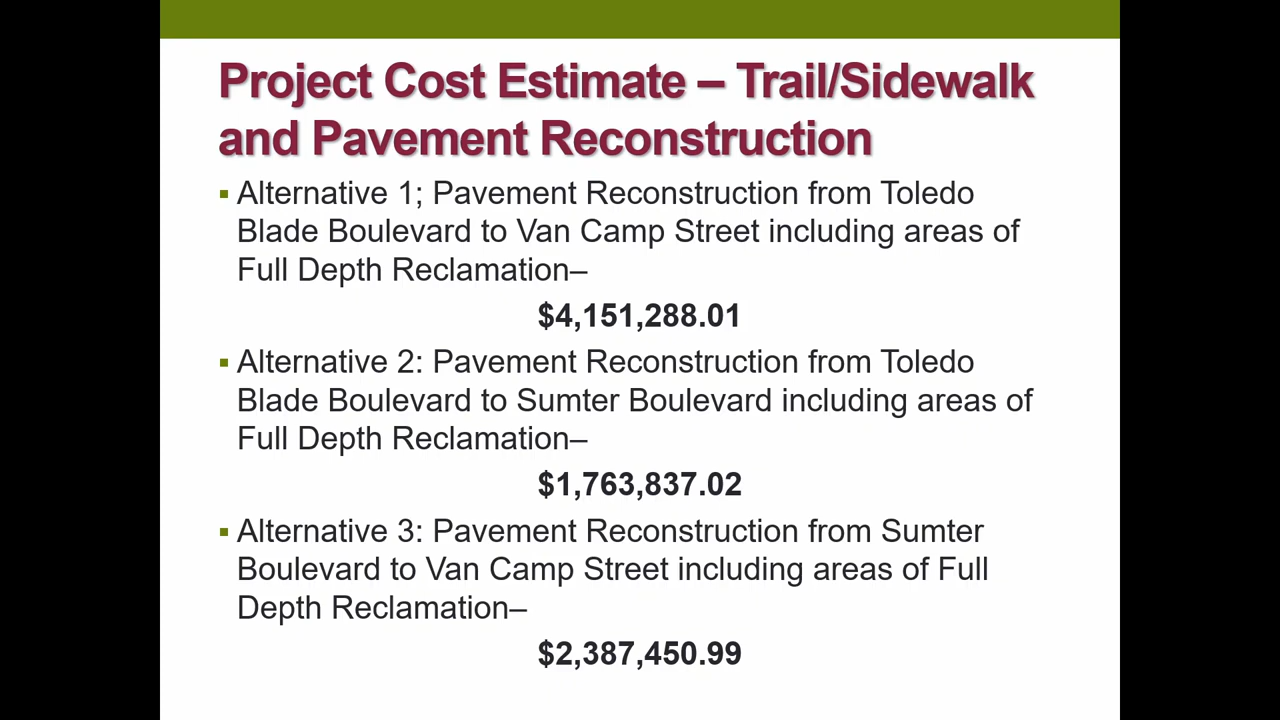 Project Cost Estimate – Trail/Sidewalk
and Pavement Reconstruction
▪ Alternative 1; Pavement Reconstruction from Toledo
Blade Boulevard to Van Camp Street including areas of
Full Depth Reclamation–
$4,151,288.01
▪ Alternative 2: Pavement Reconstruction from Toledo
Blade Boulevard to Sumter Boulevard including areas of
Full Depth Reclamation–
$1,763,837.02
▪ Alternative 3: Pavement Reconstruction from Sumter
Boulevard to Van Camp Street including areas of Full
Depth Reclamation–
$2,387,450.99